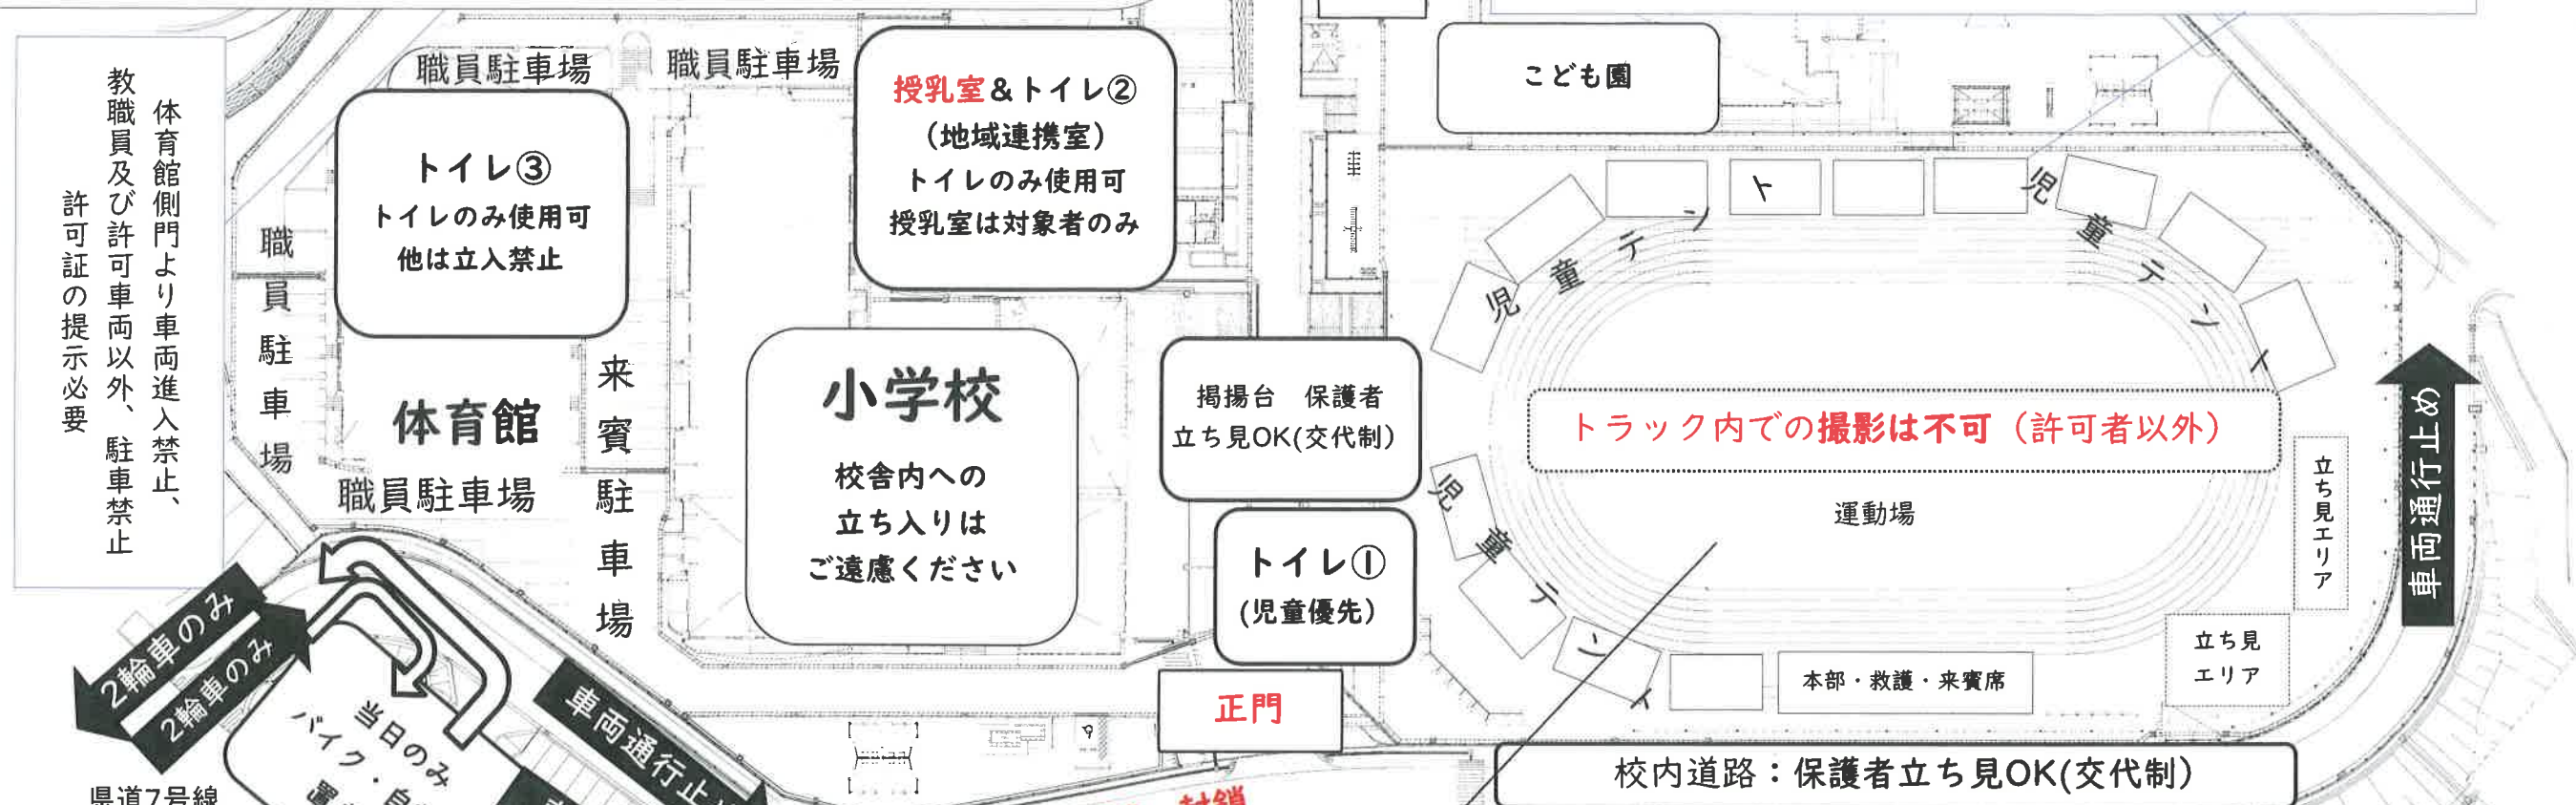 体育館側門より車両進入禁止、
教職員及び許可車両以外、駐車禁止
許可証の提示必要
職員駐車場
職員駐車場
授乳室＆トイレ②
（地域連携室）
トイレのみ使用可
授乳室は対象者のみ
こども園
トイレ③
トイレのみ使用可
他は立入禁止
職員駐車場
体育館
職員駐車場
来賓駐車場
小学校
校舎内への
立ち入りは
ご遠慮ください
掲揚台　保護者
立ち見OK(交代制)
トイレ①
(児童優先)
正門
児童テント
児童テント
児童テント
トラック内での撮影は不可（許可者以外）
運動場
立ち見エリア
立ち見
エリア
本部・救護・来賓席
車両通行止め
校内道路：保護者立ち見OK(交代制)
2輪車のみ
2輪車のみ
当日のみ
バイク・自
車両通行止め
県道7号線
封鎖